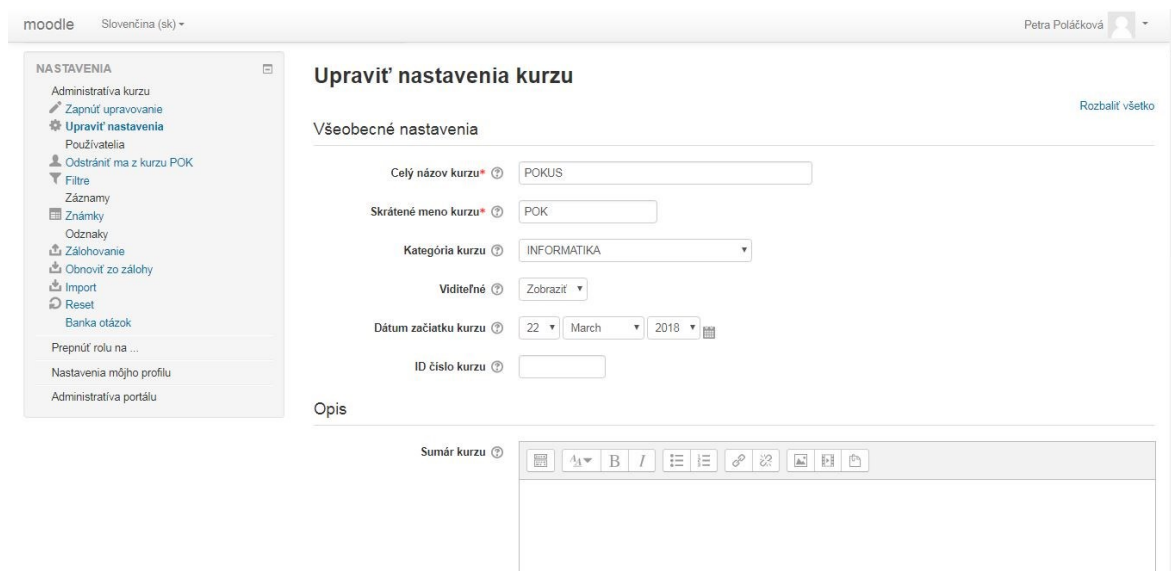 moodle Slovenčina (sk)
Petra Poláčková
NASTAVENIA
Administratíva kurzu
Zapnúť upravovanie
Upraviť nastavenia
Používatelia
Odstrániť ma z kurzu POK
Filtre
Záznamy
Známky
Odznaky
Zálohovanie
Obnoviť zo zálohy
Import
Reset
Banka otázok
Prepnúť rolu na ...
Nastavenia môjho profilu
Administratíva portálu
Upraviť nastavenia kurzu
Rozbaliť všetko
Všeobecné nastavenia
Celý názov kurzu* POKUS
Skrátené meno kurzu* POK
Kategória kurzu INFORMATIKA
Viditeľné Zobraziť
Dátum začiatku kurzu 22 March 2018
ID číslo kurzu
Opis
Sumár kurzu